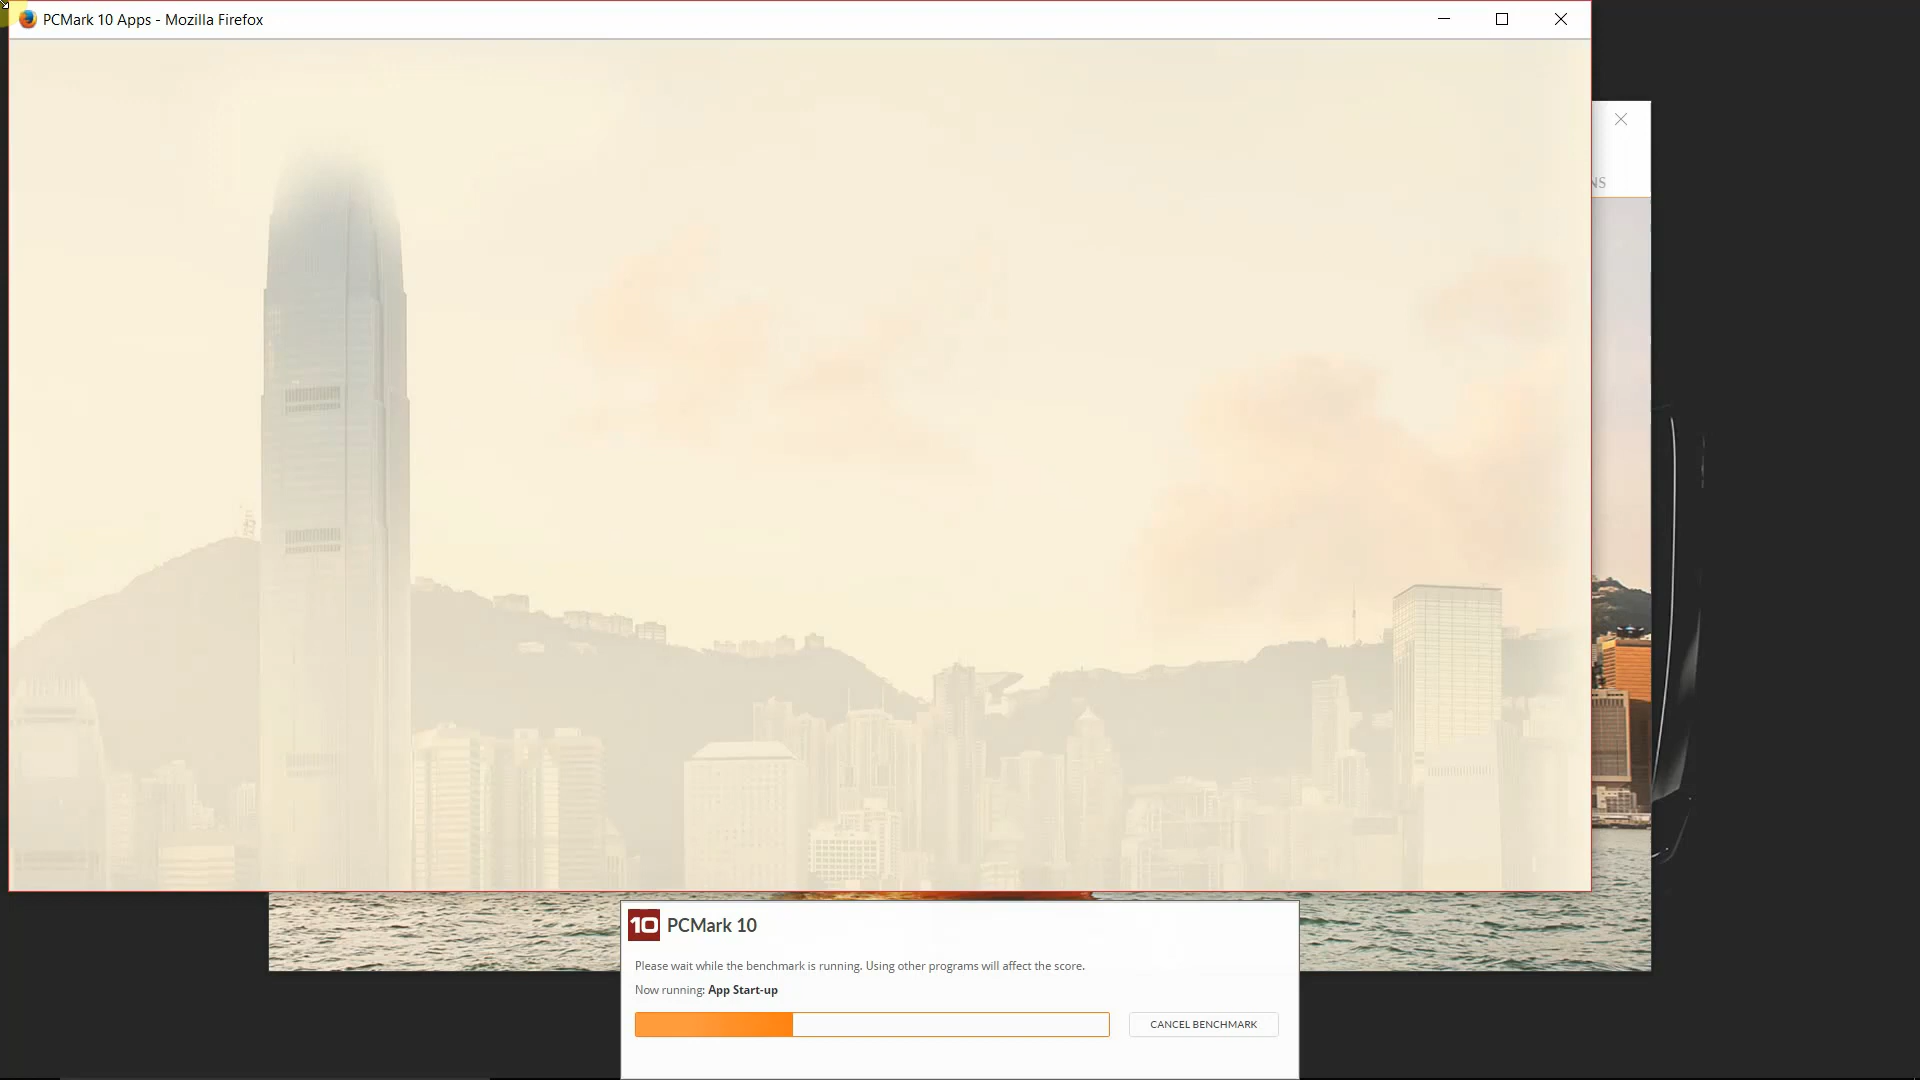 PCMark 10 Apps - Mozilla Firefox
NS
10 PCMark 10
Please wait while the benchmark is running. Using other programs will affect the score.
Now running: App Start-up
CANCEL BENCHMARK